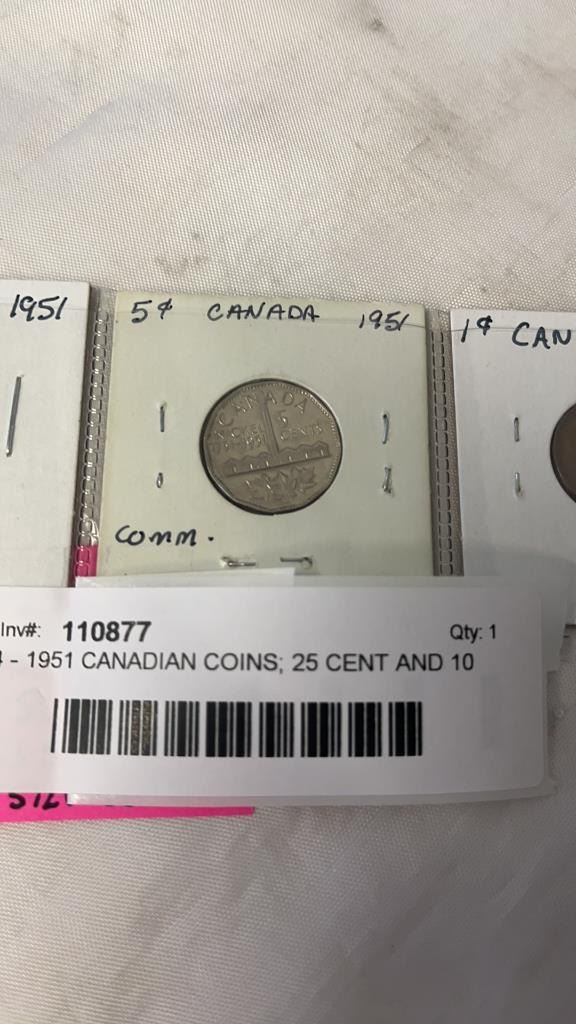 1951
5¢ CANADA 1951
1¢ CAN
CANADA
5
CENTS
comm.
Inv#: 110877
Qty: 1
- 1951 CANADIAN COINS; 25 CENT AND 10